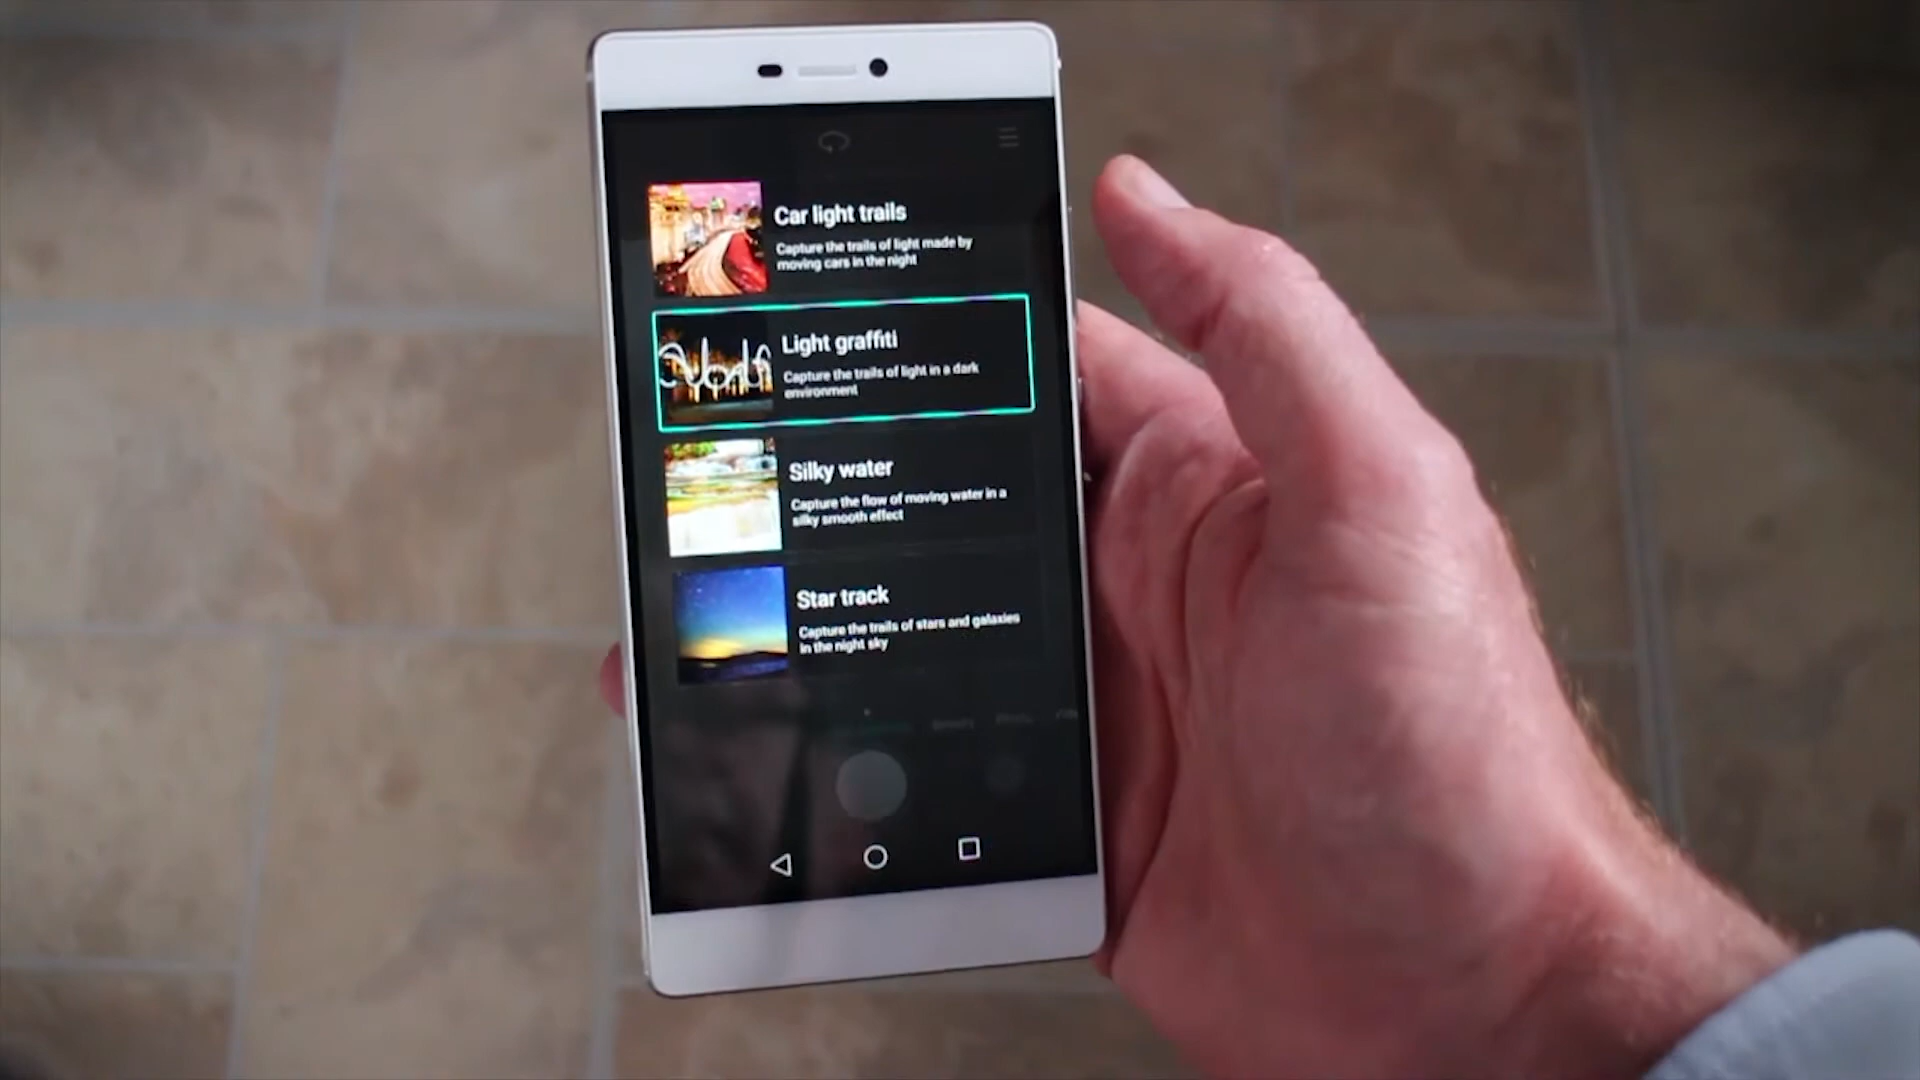 Car light trails
Capture the trails of light made by
moving cars in the night
Light graffiti
Capture the trails of light in a dark
environment
Silky water
Capture the flow of moving water in a
silky smooth effect
Star track
Capture the trails of stars and galaxies
in the night sky